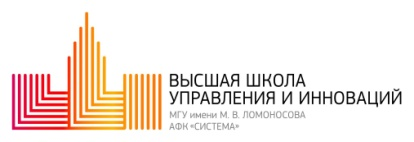 ВЫСШАЯ ШКОЛА
УПРАВЛЕНИЯ И ИННОВАЦИЙ
МГУ имени М. В. ЛОМОНОСОВА
АФК «СИСТЕМА»